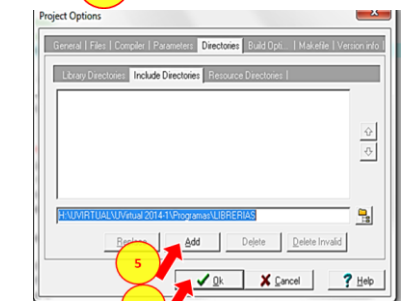 Project Options
General | Files | Compiler | Parameters Directories Build Opti... | Makefile | Version info |
Library Directories Include Directories Resource Directories |
H:\UVIRTUAL\UVirtual 2014-1\Programas\LIBRERIAS
Replace Add Delete Delete Invalid
5
Ok Cancel ? Help